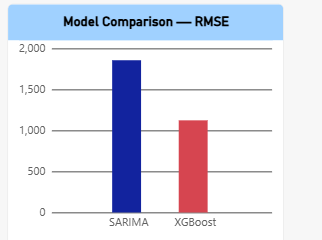 Model Comparison — RMSE
2,000
1,500
1,000
500
0
SARIMA XGBoost